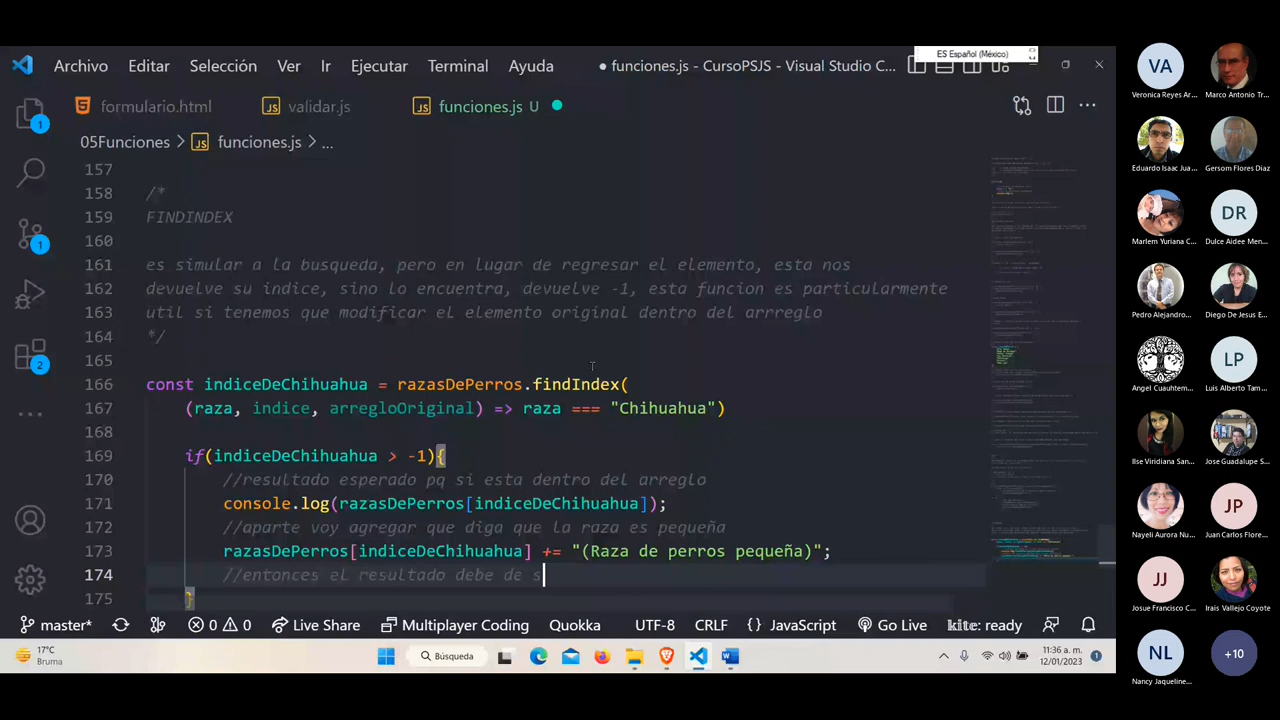 ES Español (México)
Archivo Editar Selección Ver Ir Ejecutar Terminal Ayuda
● funciones.js - CursoPSJS - Visual Studio C...
formulario.html
JS validar.js
JS funciones.js U
05Funciones > JS funciones.js > ...
157
158 /*
159 FINDINDEX
160
161 es simular a la busqueda, pero en lugar de regresar el elemento, esta nos
162 devuelve su indice, sino lo encuentra, devuelve -1, esta funcion es particularmente
163 util si tenemos que modificar el elemento original dentro del arrreglo
164 */
165
166 const indiceDeChihuahua = razasDePerros.findIndex(
167 (raza, indice, arregloOriginal) => raza === "Chihuahua")
168
169 if(indiceDeChihuahua > -1){
170 //resultado esperado pq si esta dentro del arreglo
171 console.log(razasDePerros[indiceDeChihuahua]);
172 //aparte voy agregar que diga que la raza es pequeña
173 razasDePerros[indiceDeChihuahua] += "(Raza de perros pequeña)";
174 //entonces el resultado debe de s
175 }
1
1
2
master* 0 0 Live Share Multiplayer Coding Quokka UTF-8 CRLF {} JavaScript Go Live kite: ready
17°C
Bruma
Búsqueda
11:36 a. m.
12/01/2023
1
VA
Veronica Reyes Ar...
Marco Antonio Tr...
Eduardo Isaac Jua...
Gersom Flores Diaz
Marlem Yuriana C...
DR
Dulce Aidee Men...
Pedro Alejandro...
Diego De Jesus E...
Angel Cuauhtem...
LP
Luis Alberto Tam...
Ilse Viridiana San...
Jose Guadalupe S...
Nayeli Aurora Nu...
JP
Juan Carlos Flore...
JJ
Josue Francisco C...
Irais Vallejo Coyote
NL
Nancy Jaqueline...
+10